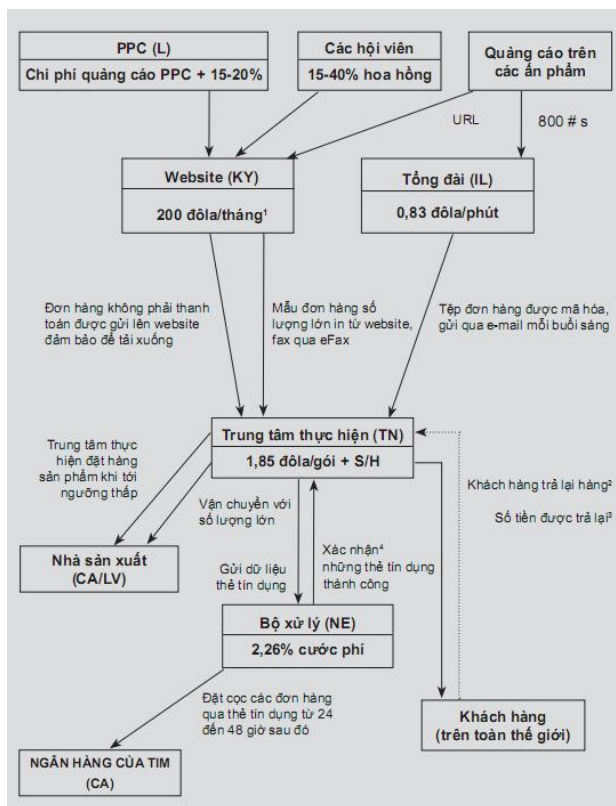 PPC (L)
Chi phí quảng cáo PPC + 15-20%
Các hội viên
15-40% hoa hồng
Quảng cáo trên
các ấn phẩm
URL
800 # s
Website (KY)
200 đôla/tháng¹
Tổng đài (IL)
0,83 đôla/phút
Đơn hàng không phải thanh
toán được gửi lên website
đảm bảo để tải xuống
Mẫu đơn hàng số
lượng lớn in từ website,
fax qua eFax
Tệp đơn hàng được mã hóa,
gửi qua e-mail mỗi buổi sáng
Trung tâm thực hiện (TN)
1,85 đôla/gói + S/H
Trung tâm thực
hiện đặt hàng
sản phẩm khi tới
ngưỡng thấp
Vận chuyển với
số lượng lớn
Khách hàng trả lại hàng²
Số tiền được trả lại³
Nhà sản xuất
(CA/LV)
Gửi dữ liệu
thẻ tín dụng
Xác nhận⁴
những thẻ tín dụng
thành công
Bộ xử lý (NE)
2,26% cước phí
Đặt cọc các đơn hàng
qua thẻ tín dụng từ 24
đến 48 giờ sau đó
Khách hàng
(trên toàn thế giới)
NGÂN HÀNG CỦA TIM
(CA)